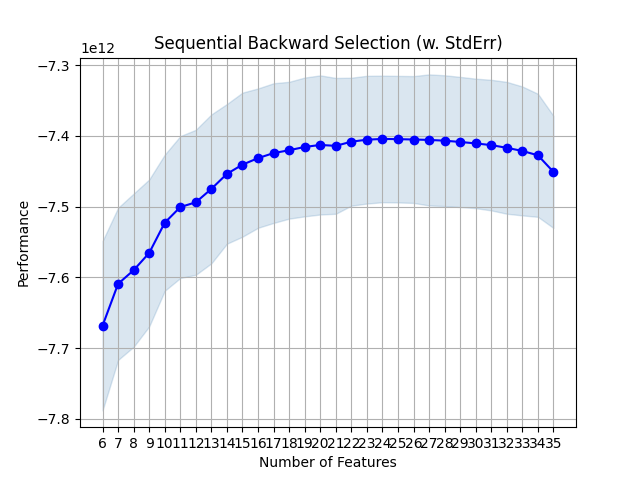 Sequential Backward Selection (w. StdErr)
1e12
−7.3
−7.4
−7.5
−7.6
−7.7
−7.8
Performance
6 7 8 9 10 11 12 13 14 15 16 17 18 19 20 21 22 23 24 25 26 27 28 29 30 31 32 33 34 35
Number of Features